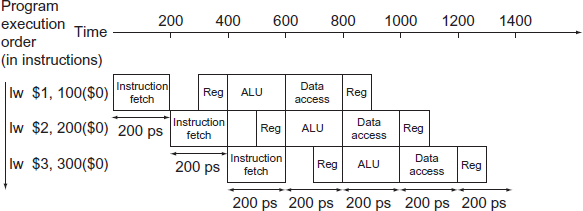 Program
execution
order
(in instructions)
Time
200 400 600 800 1000 1200 1400
lw $1, 100($0)
Instruction
fetch
Reg
ALU
Data
access
Reg
lw $2, 200($0)
200 ps
Instruction
fetch
Reg
ALU
Data
access
Reg
lw $3, 300($0)
200 ps
Instruction
fetch
Reg
ALU
Data
access
Reg
200 ps 200 ps 200 ps 200 ps 200 ps